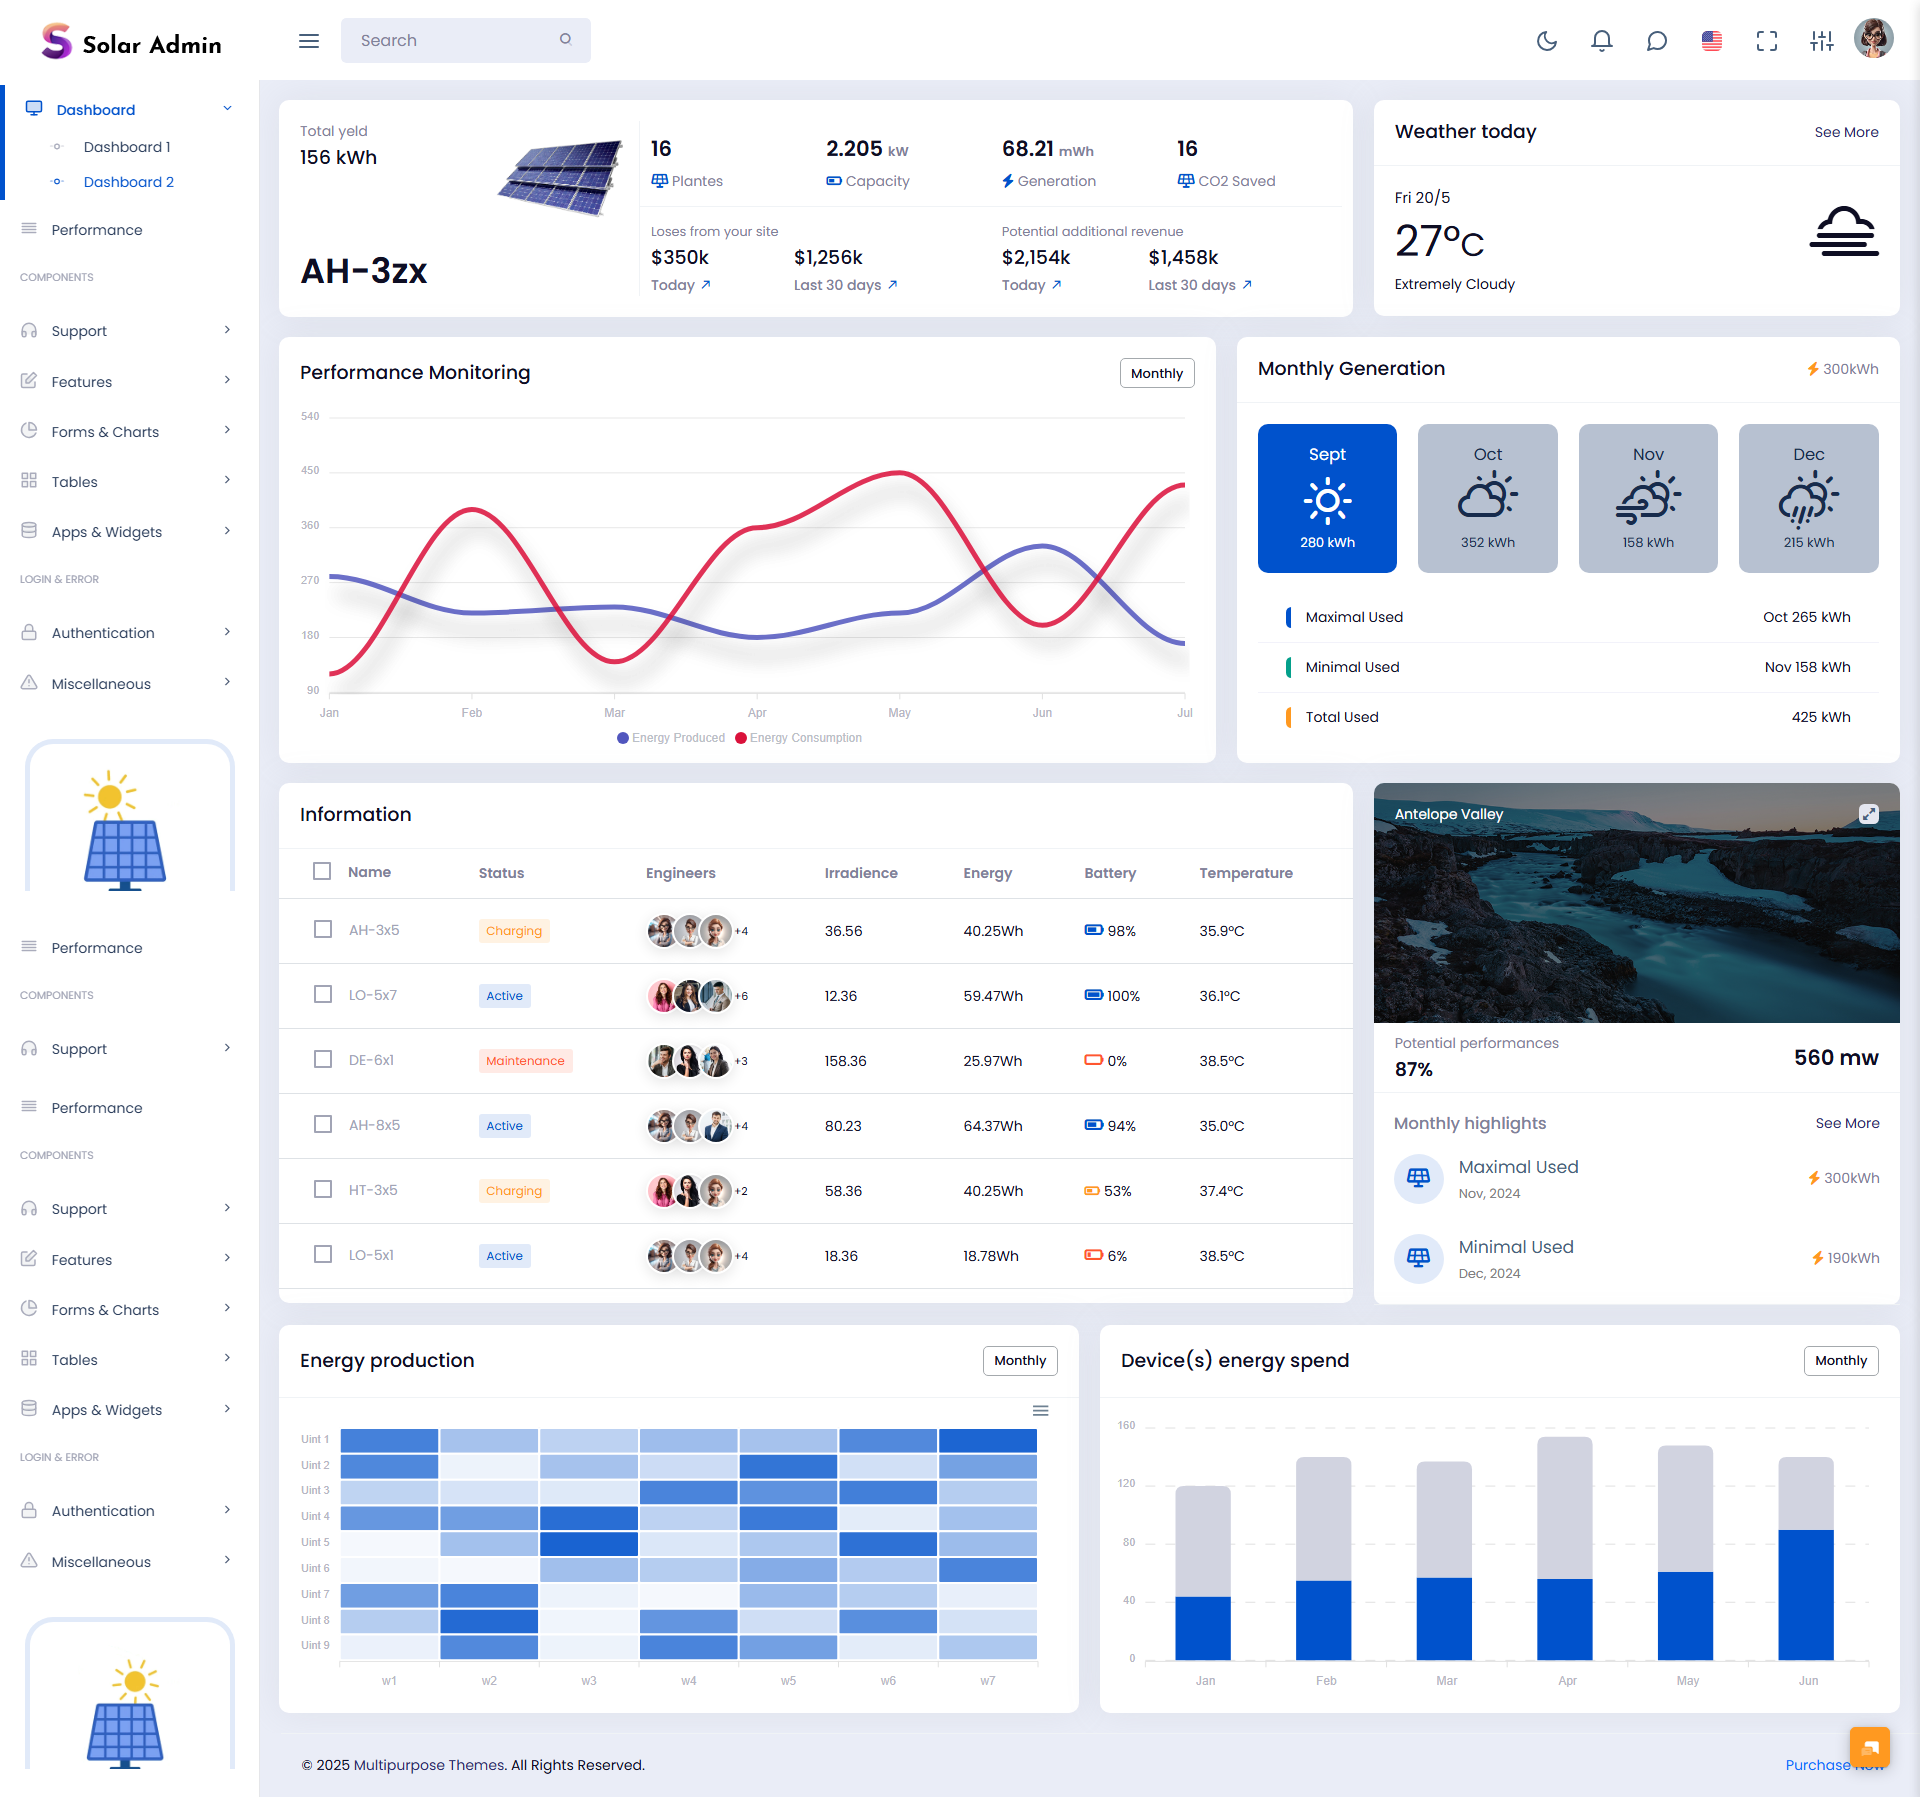 Solar Admin
Search
Dashboard
Dashboard 1
Dashboard 2
Performance
COMPONENTS
Support
Features
Forms & Charts
Tables
Apps & Widgets
LOGIN & ERROR
Authentication
Miscellaneous
Performance
COMPONENTS
Support
Performance
COMPONENTS
Support
Features
Forms & Charts
Tables
Apps & Widgets
LOGIN & ERROR
Authentication
Miscellaneous
Total yeld
156 kWh
AH-3zx
16 2.205 kW 68.21 mWh 16
Plantes Capacity Generation CO2 Saved
Loses from your site Potential additional revenue
$350k $1,256k $2,154k $1,458k
Today Last 30 days Today Last 30 days
Weather today See More
Fri 20/5
27°C
Extremely Cloudy
Performance Monitoring Monthly
540
450
360
270
180
90
Jan Feb Mar Apr May Jun Jul
Energy Produced Energy Consumption
Monthly Generation 300kWh
Sept Oct Nov Dec
280 kWh 352 kWh 158 kWh 215 kWh
Maximal Used Oct 265 kWh
Minimal Used Nov 158 kWh
Total Used 425 kWh
Information
Name Status Engineers Irradience Energy Battery Temperature
AH-3x5 Charging +4 36.56 40.25Wh 98% 35.9°C
LO-5x7 Active +6 12.36 59.47Wh 100% 36.1°C
DE-6x1 Maintenance +3 158.36 25.97Wh 0% 38.5°C
AH-8x5 Active +4 80.23 64.37Wh 94% 35.0°C
HT-3x5 Charging +2 58.36 40.25Wh 53% 37.4°C
LO-5x1 Active +4 18.36 18.78Wh 6% 38.5°C
Antelope Valley
Potential performances
87% 560 mw
Monthly highlights See More
Maximal Used
Nov, 2024 300kWh
Minimal Used
Dec, 2024 190kWh
Energy production Monthly
Uint 1
Uint 2
Uint 3
Uint 4
Uint 5
Uint 6
Uint 7
Uint 8
Uint 9
w1 w2 w3 w4 w5 w6 w7
Device(s) energy spend Monthly
160
120
80
40
0
Jan Feb Mar Apr May Jun
© 2025 Multipurpose Themes. All Rights Reserved.
Purchase Now